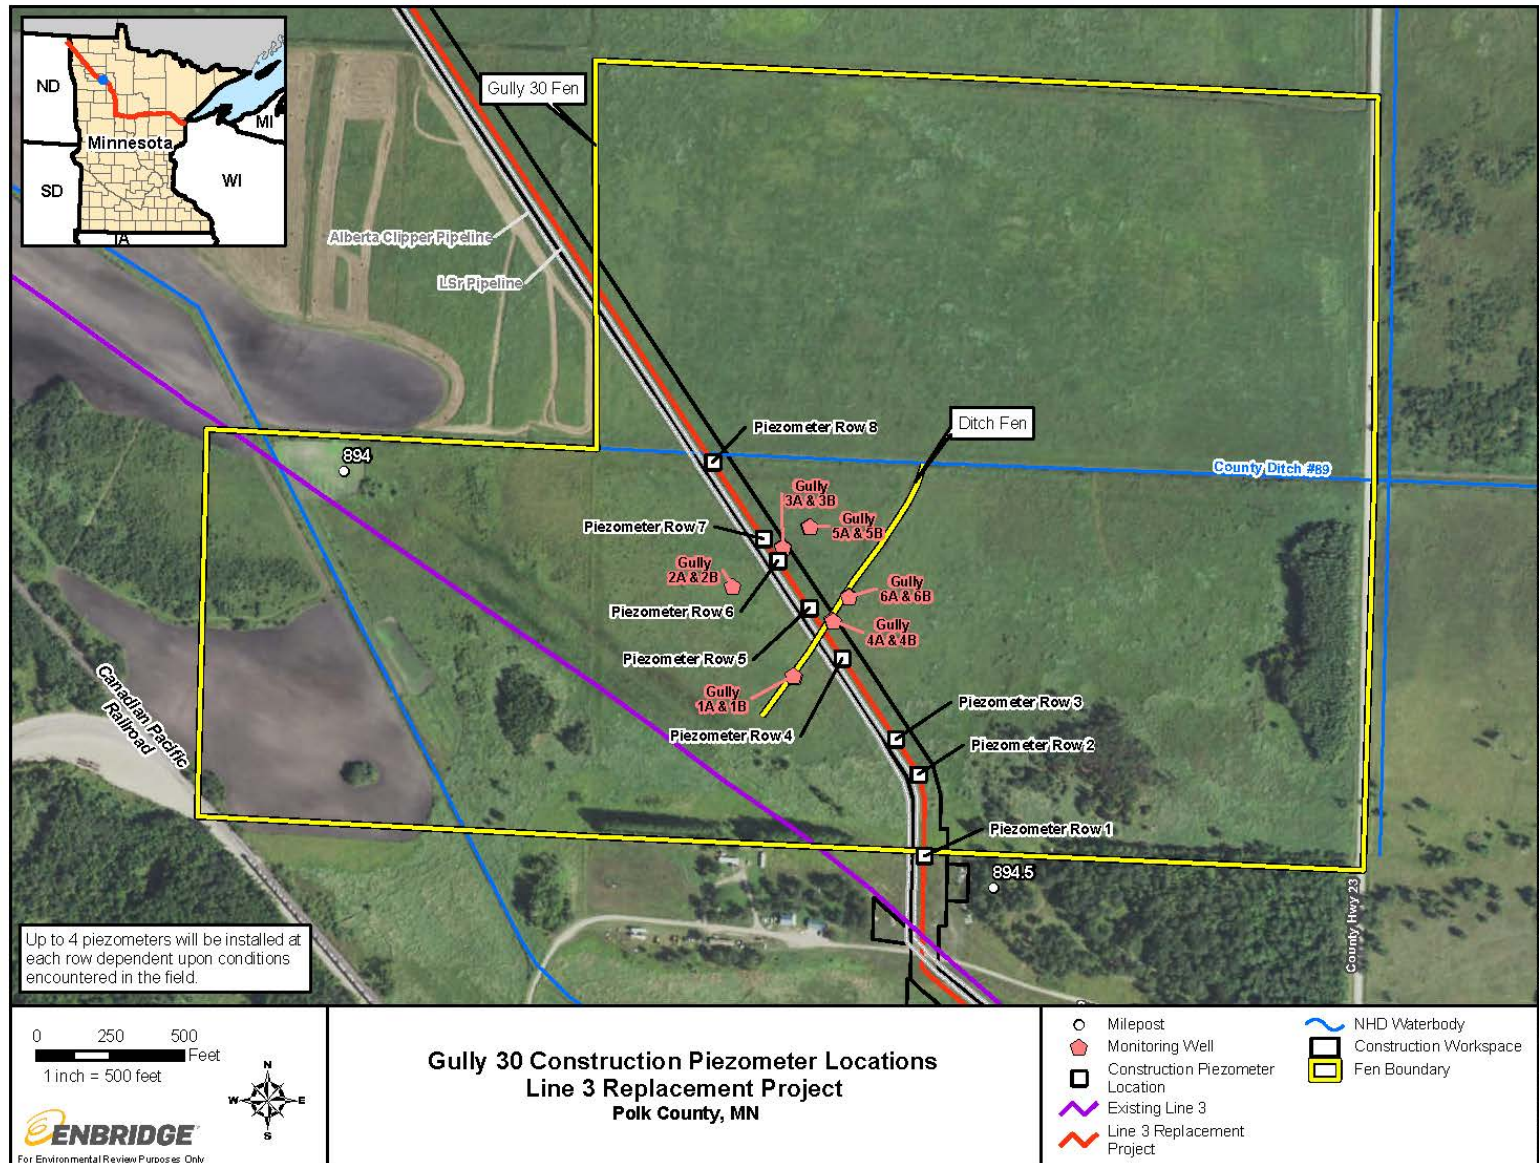 ND
MI
Minnesota
SD
WI
IA
Gully 30 Fen
Alberta Clipper Pipeline
LSr Pipeline
Ditch Fen
Piezometer Row 8
894
County Ditch #89
Gully
3A & 3B
Gully
5A & 5B
Piezometer Row 7
Gully
2A & 2B
Gully
6A & 6B
Piezometer Row 6
Gully
4A & 4B
Piezometer Row 5
Gully
1A & 1B
Canadian Pacific
Railroad
Piezometer Row 3
Piezometer Row 4
Piezometer Row 2
Piezometer Row 1
894.5
County Hwy 23
Up to 4 piezometers will be installed at
each row dependent upon conditions
encountered in the field.
0 250 500
Feet
1 inch = 500 feet
N
W E
S
ENBRIDGE
For Environmental Review Purposes Only
Gully 30 Construction Piezometer Locations
Line 3 Replacement Project
Polk County, MN
Milepost
Monitoring Well
Construction Piezometer
Location
Existing Line 3
Line 3 Replacement
Project
NHD Waterbody
Construction Workspace
Fen Boundary